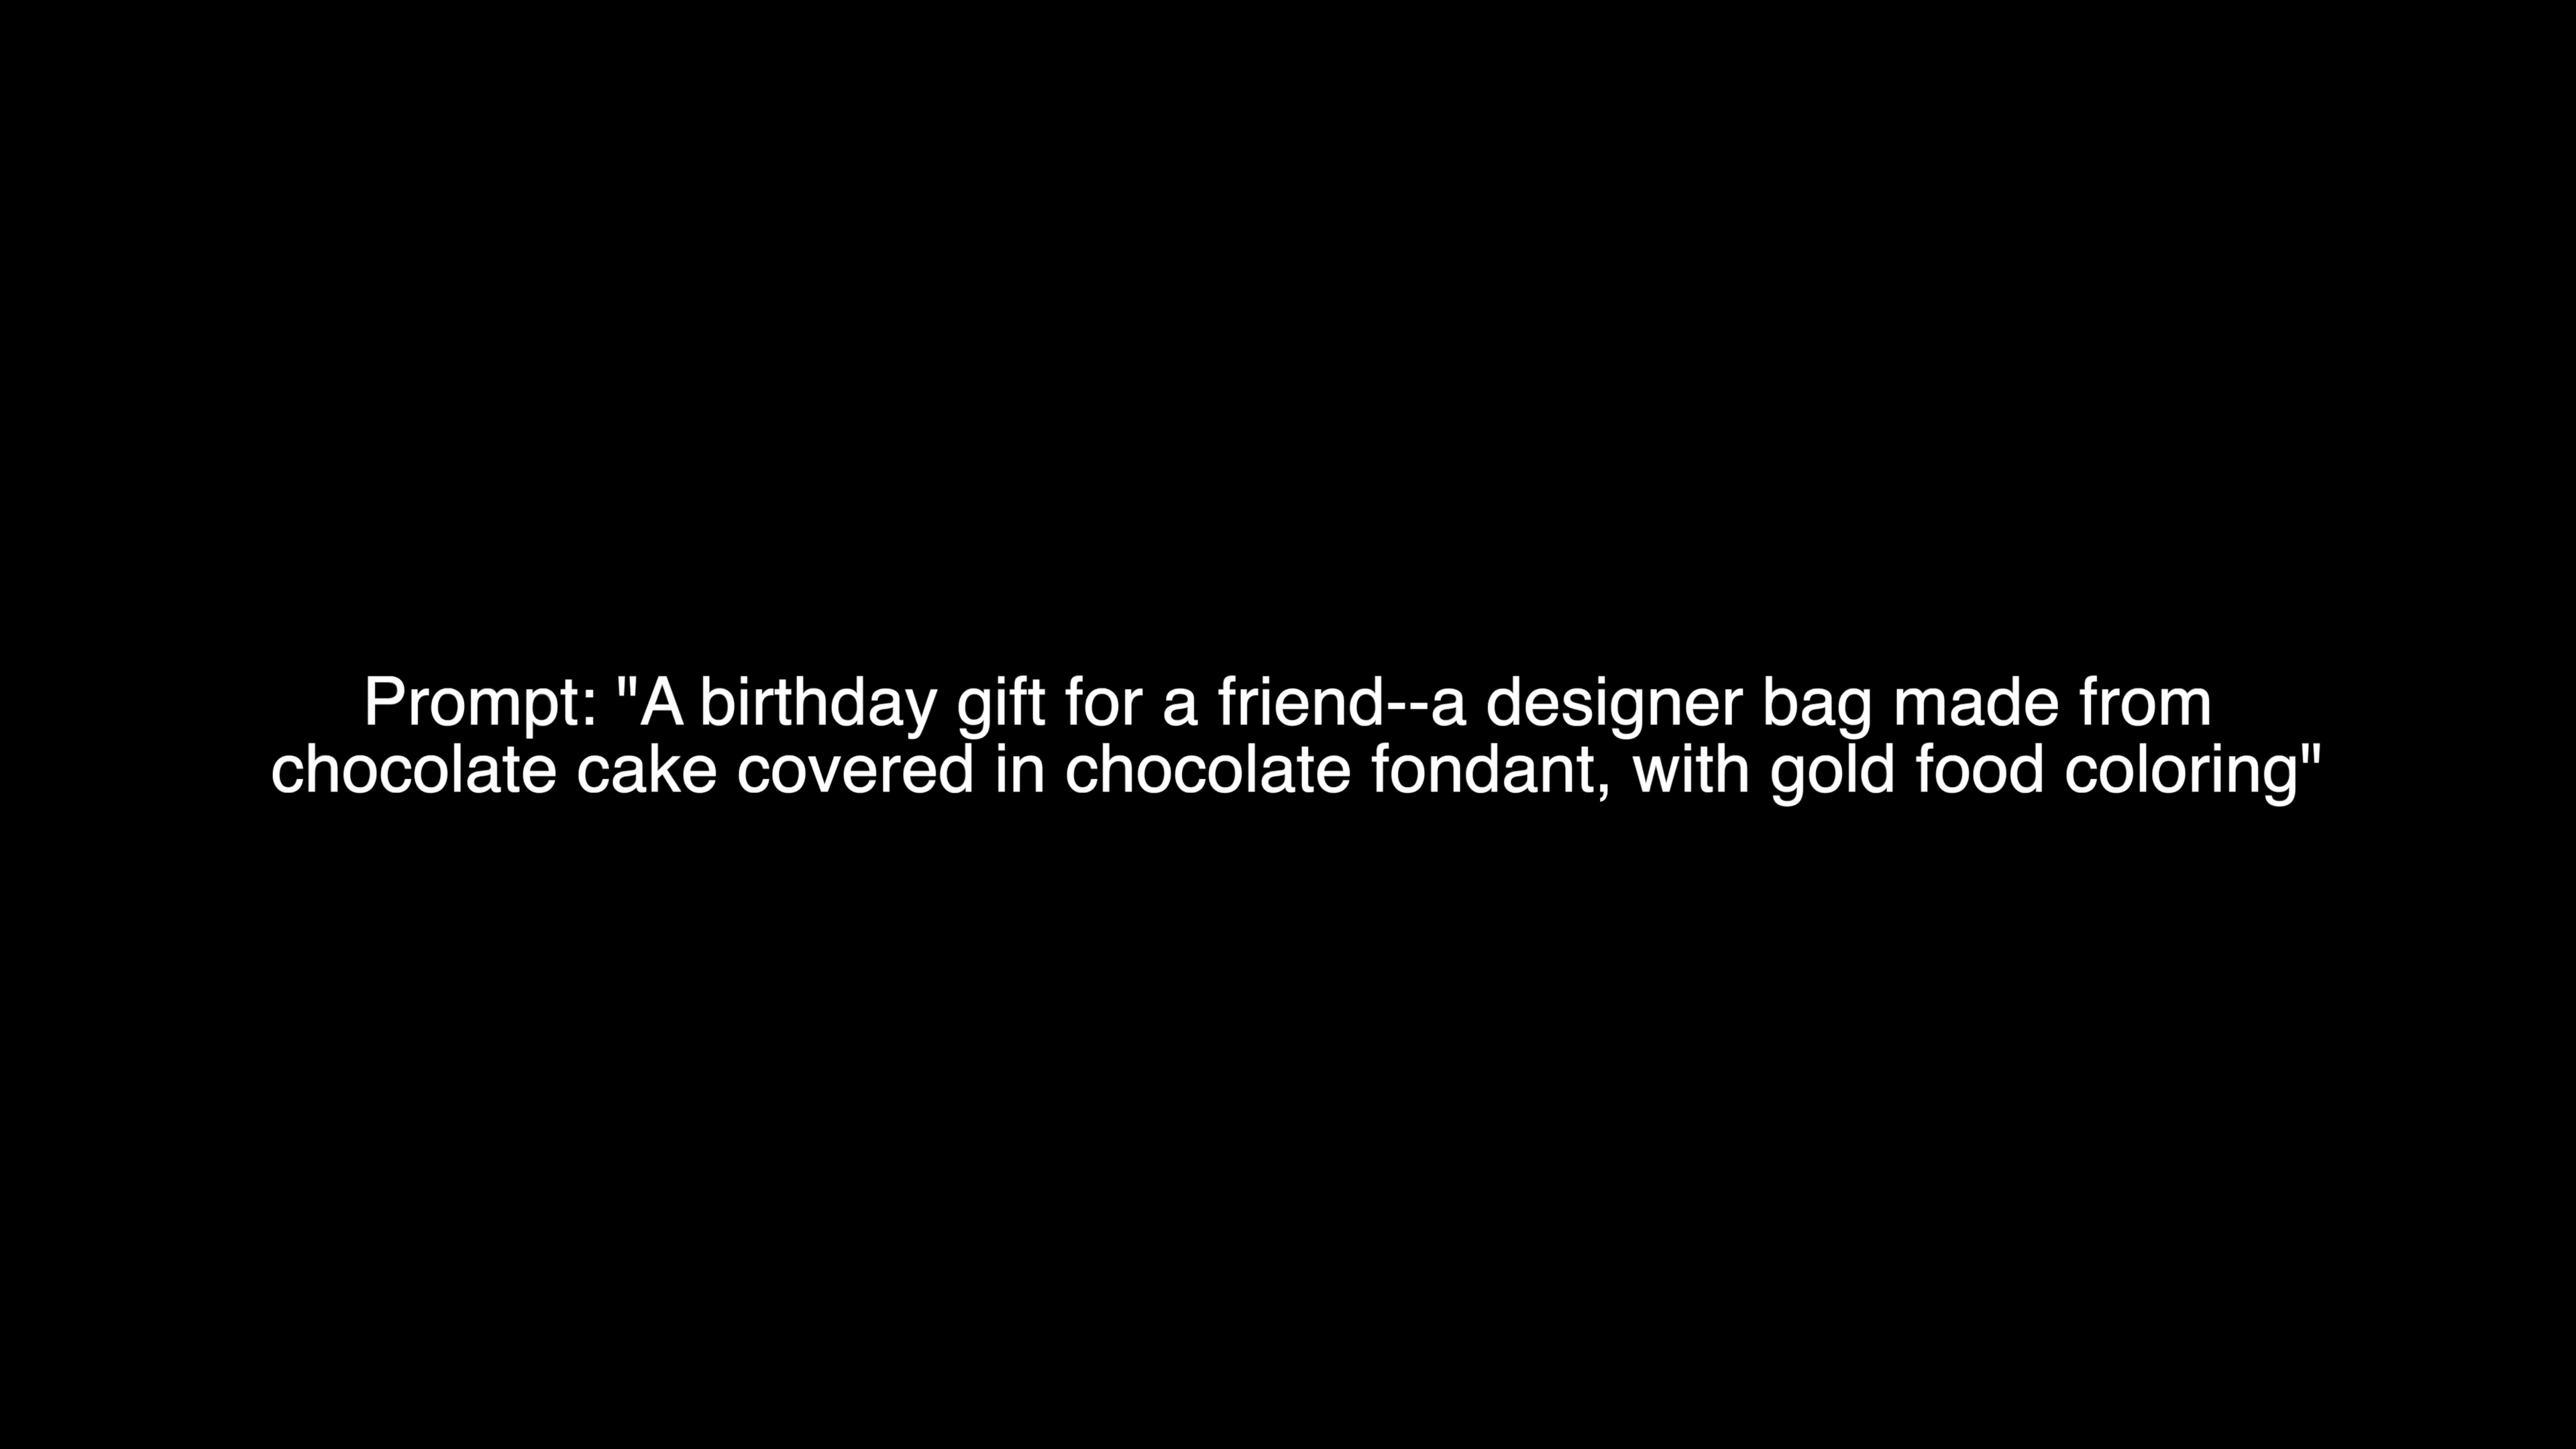 Prompt: "A birthday gift for a friend--a designer bag made from
chocolate cake covered in chocolate fondant, with gold food coloring"